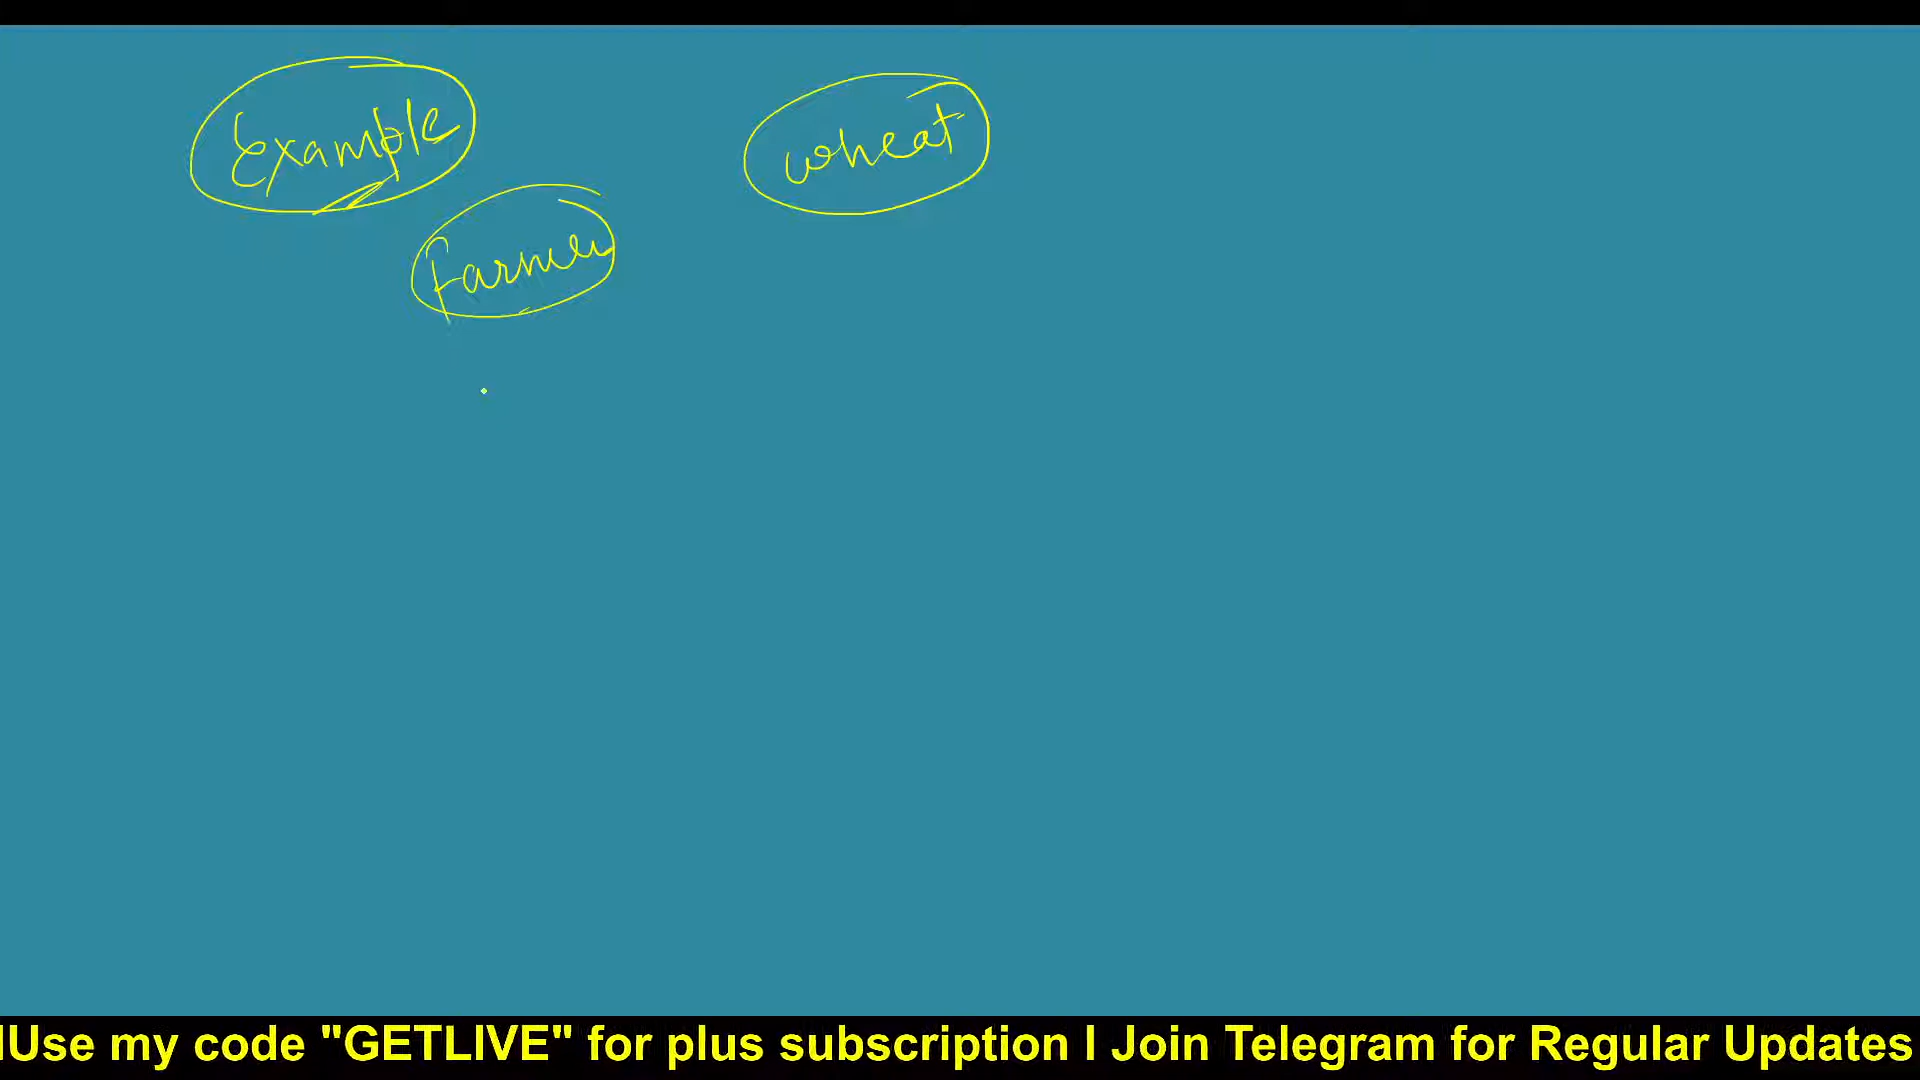 Example
wheat
farmer
Use my code "GETLIVE" for plus subscription I Join Telegram for Regular Updates